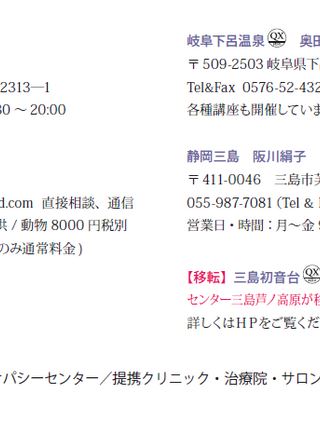 2313―1
30 ～ 20:00
d.com 直接相談、通信
供 / 動物 8000 円税別
のみ通常料金 )
岐阜下呂温泉 QX 奥田
〒509-2503 岐阜県下
Tel&Fax 0576-52-432
各種講座も開催していま
静岡三島 阪川絹子
〒411-0046 三島市芙
055-987-7081 (Tel &
営業日・時間：月～金
【移転】三島初音台 QX
センター三島芦ノ高原が移
詳しくはＨＰをご覧くだ
パシーセンター／提携クリニック・治療院・サロン